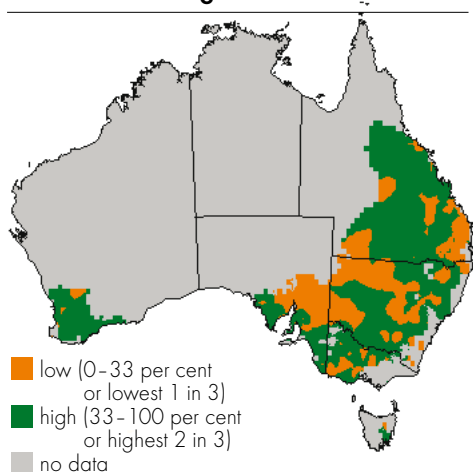 low (0–33 per cent
or lowest 1 in 3)
high (33–100 per cent
or highest 2 in 3)
no data